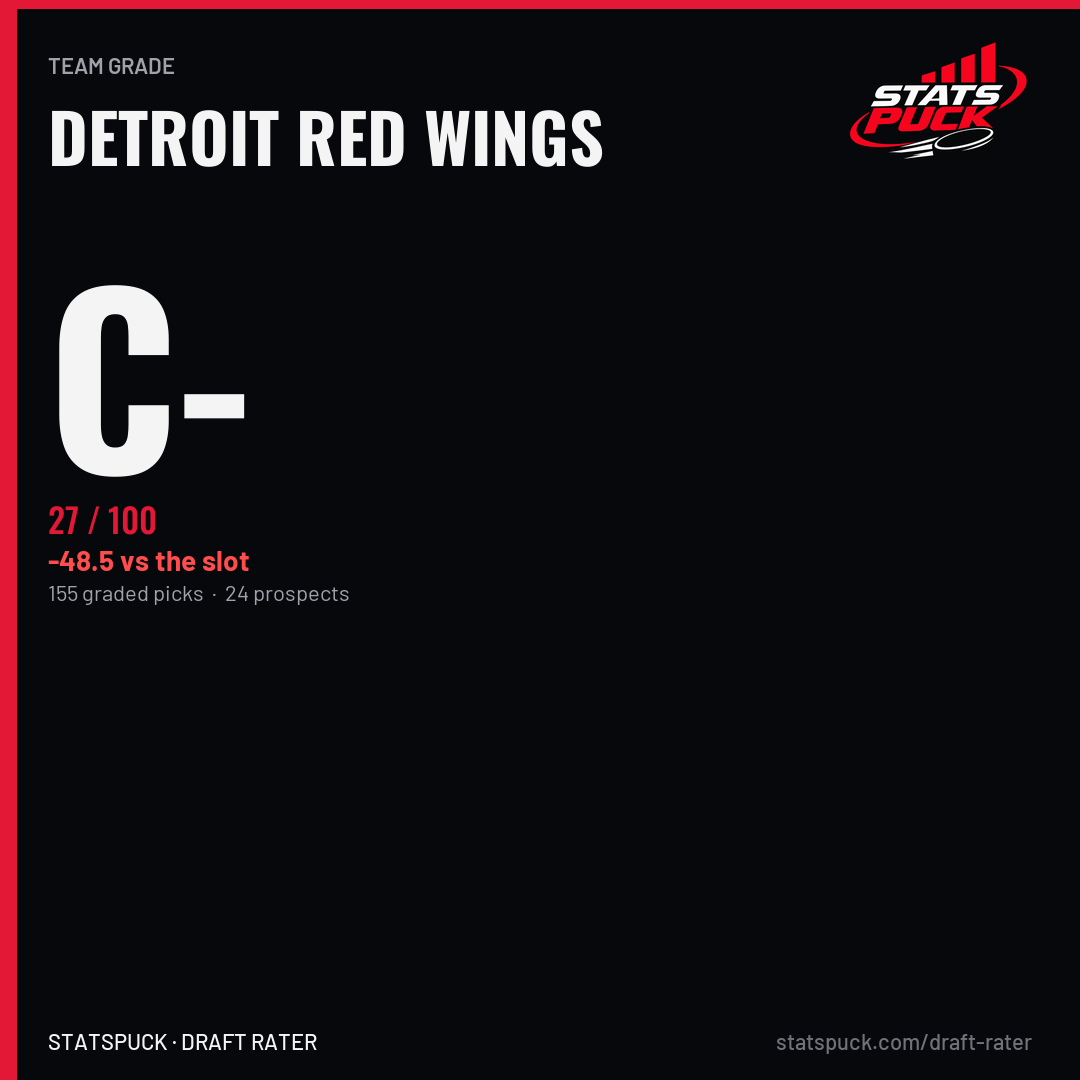 TEAM GRADE
DETROIT RED WINGS
STATS
PUCK
C-
27 / 100
-48.5 vs the slot
155 graded picks · 24 prospects
STATSPUCK · DRAFT RATER
statspuck.com/draft-rater